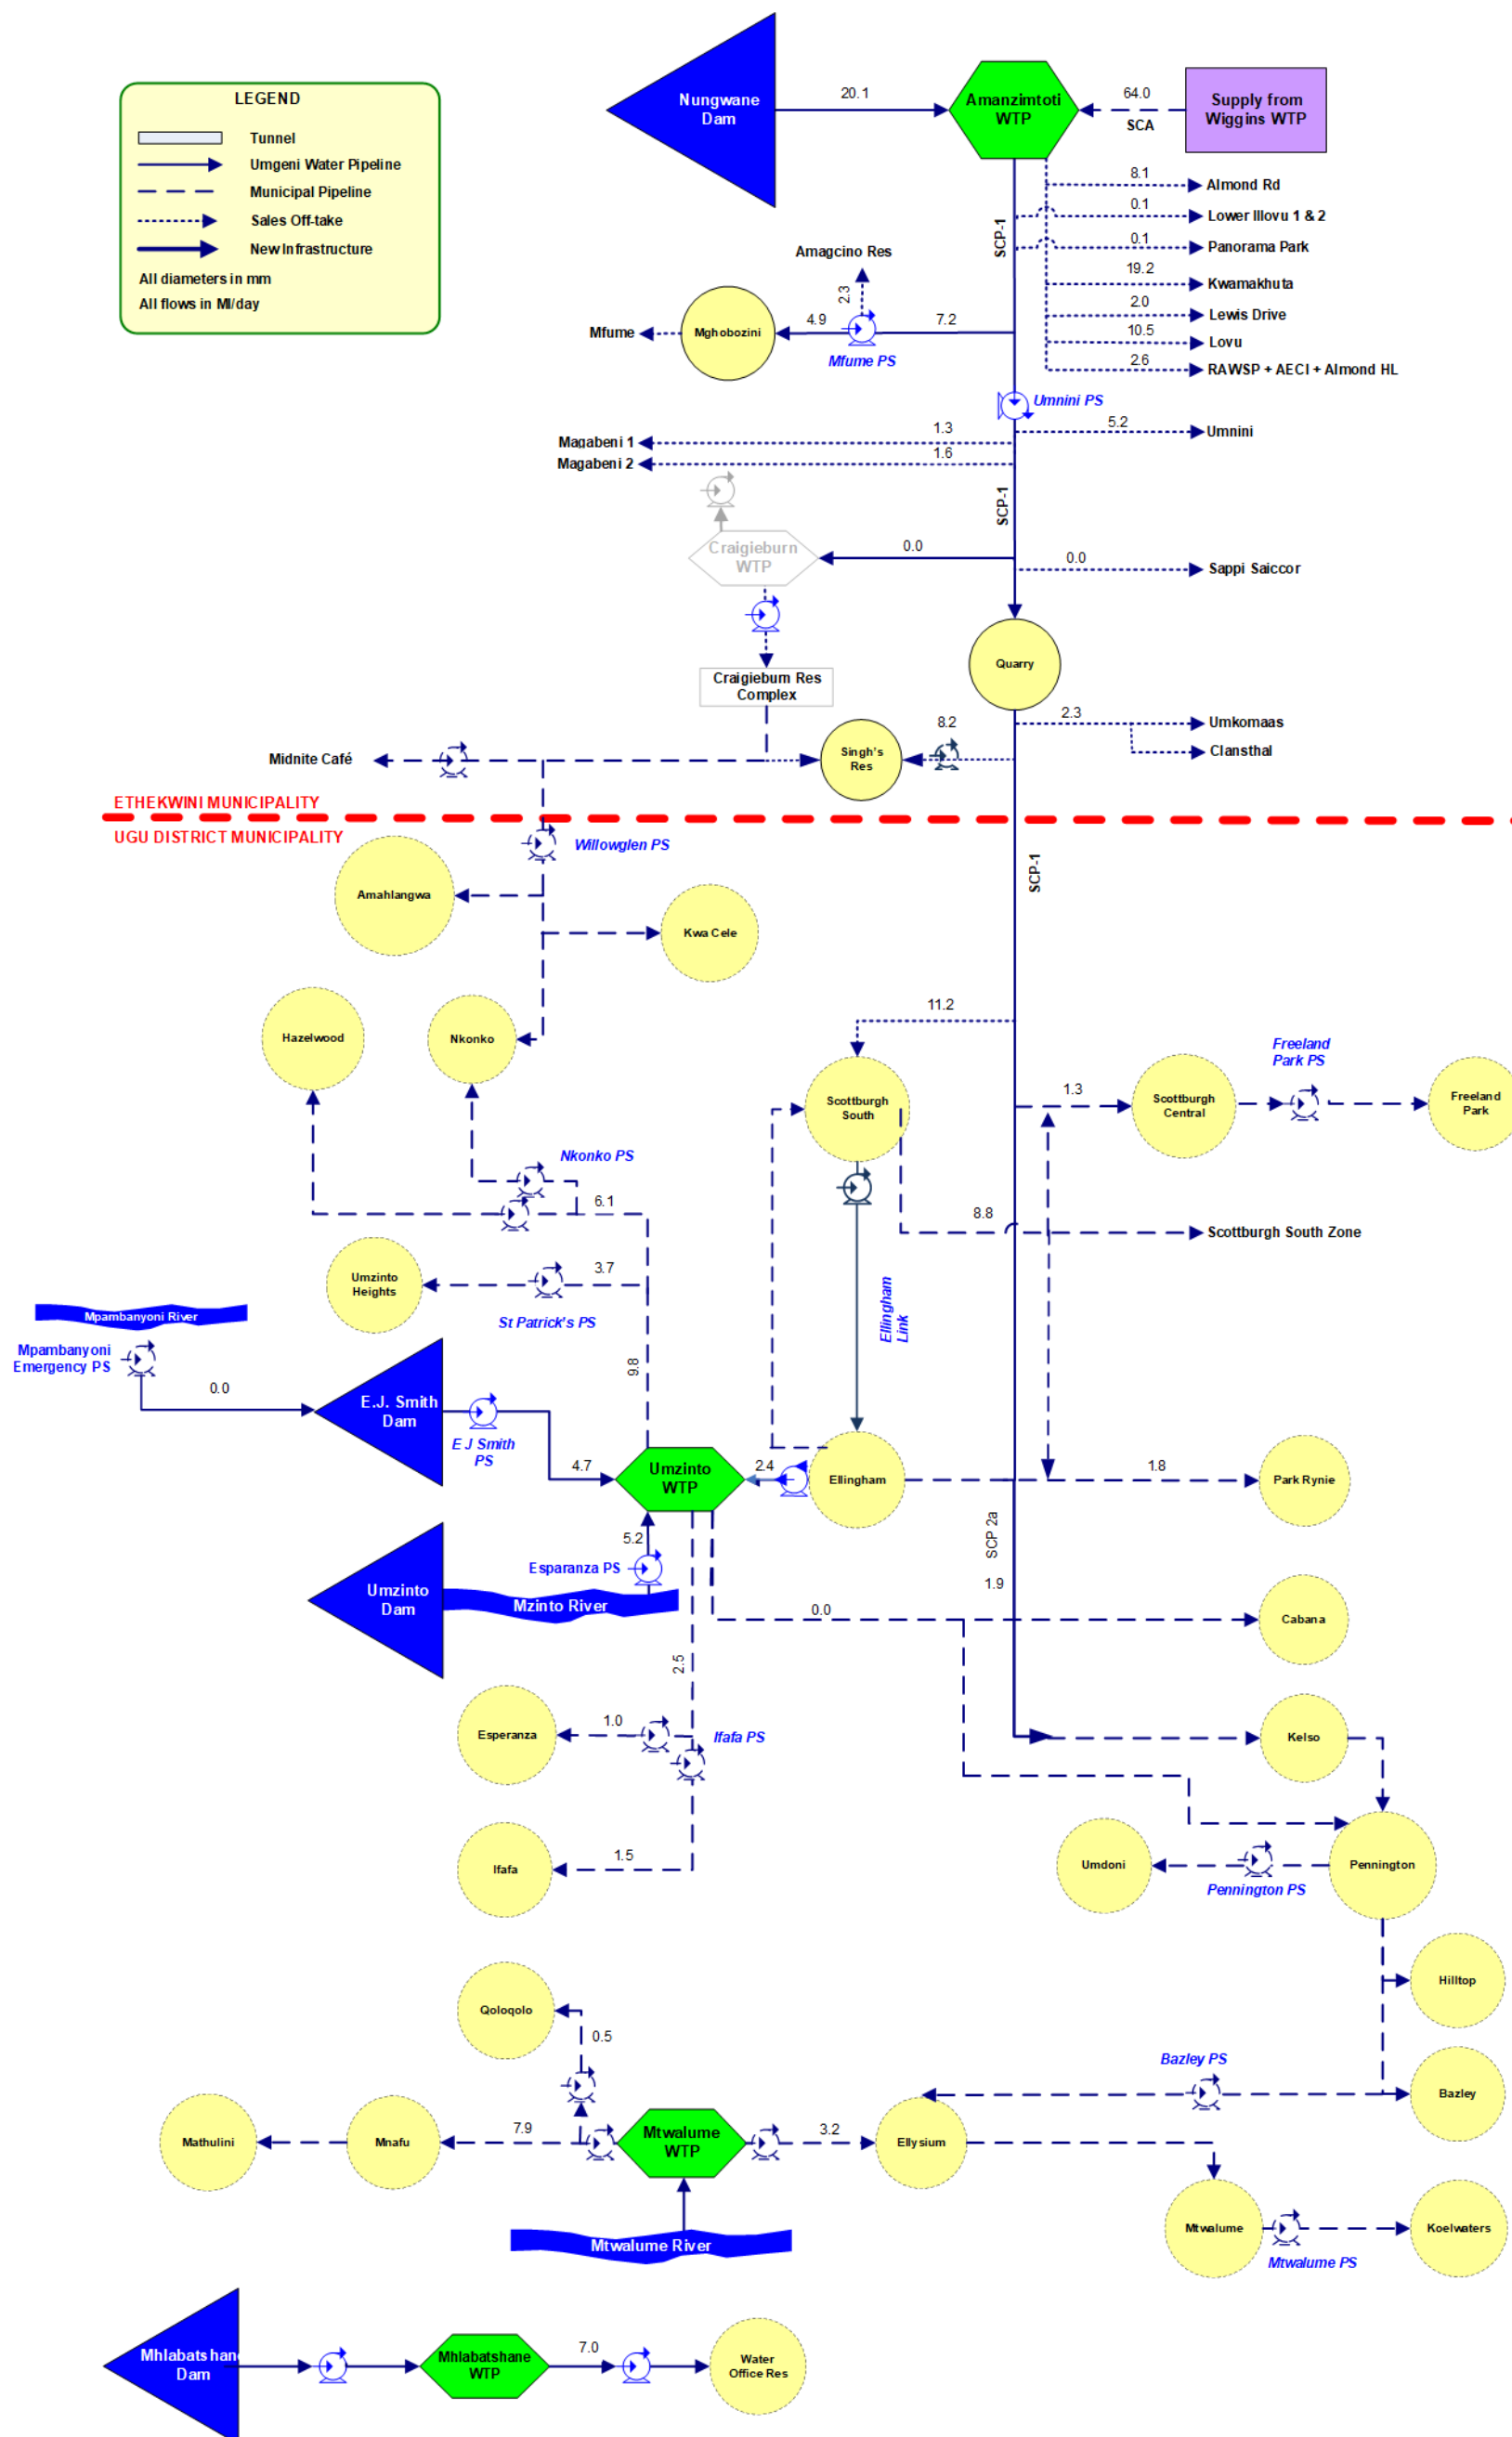 LEGEND
Tunnel
Umgeni Water Pipeline
Municipal Pipeline
Sales Off-take
New Infrastructure
All diameters in mm
All flows in Ml/day
Nungwane
Dam
20.1
Amanzimtoti
WTP
64.0
SCA
Supply from
Wiggins WTP
8.1
Almond Rd
0.1
Lower Illovu 1 & 2
SCP-1
0.1
Panorama Park
Amagcino Res
19.2
Kwamakhuta
2.3
2.0
Lewis Drive
Mfume
Mghobozini
4.9
7.2
Mfume PS
10.5
Lovu
2.6
RAWSP + AECI + Almond HL
Umnini PS
5.2
Umnini
Magabeni 1
1.3
Magabeni 2
1.6
SCP-1
Craigieburn
WTP
0.0
0.0
Sappi Saiccor
Quarry
Craigieburn Res
Complex
2.3
Umkomaas
Clansthal
Midnite Café
Singh's
Res
8.2
ETHEKWINI MUNICIPALITY
UGU DISTRICT MUNICIPALITY
Willowglen PS
SCP-1
Amahlangwa
Kwa Cele
Hazelwood
Nkonko
11.2
Scottburgh
South
1.3
Scottburgh
Central
Freeland
Park PS
Freeland
Park
Nkonko PS
6.1
8.8
Scottburgh South Zone
Umzinto
Heights
3.7
St Patrick's PS
Ellingham
Link
Mpambanyoni River
Mpambanyoni
Emergency PS
0.0
9.8
E.J. Smith
Dam
E J Smith
PS
4.7
Umzinto
WTP
2.4
Ellingham
1.8
Park Rynie
5.2
Esparanza PS
SCP 2a
1.9
Umzinto
Dam
Mzinto River
0.0
Cabana
2.5
Esperanza
1.0
Ifafa PS
Kelso
Ifafa
1.5
Umdoni
Pennington PS
Pennington
Hilltop
Qoloqolo
0.5
Bazley PS
Bazley
Mathulini
Mnafu
7.9
Mtwalume
WTP
3.2
Ellysium
Mtwalume River
Mtwalume
Mtwalume PS
Koelwaters
Mhlabatshane
Dam
Mhlabatshane
WTP
7.0
Water
Office Res